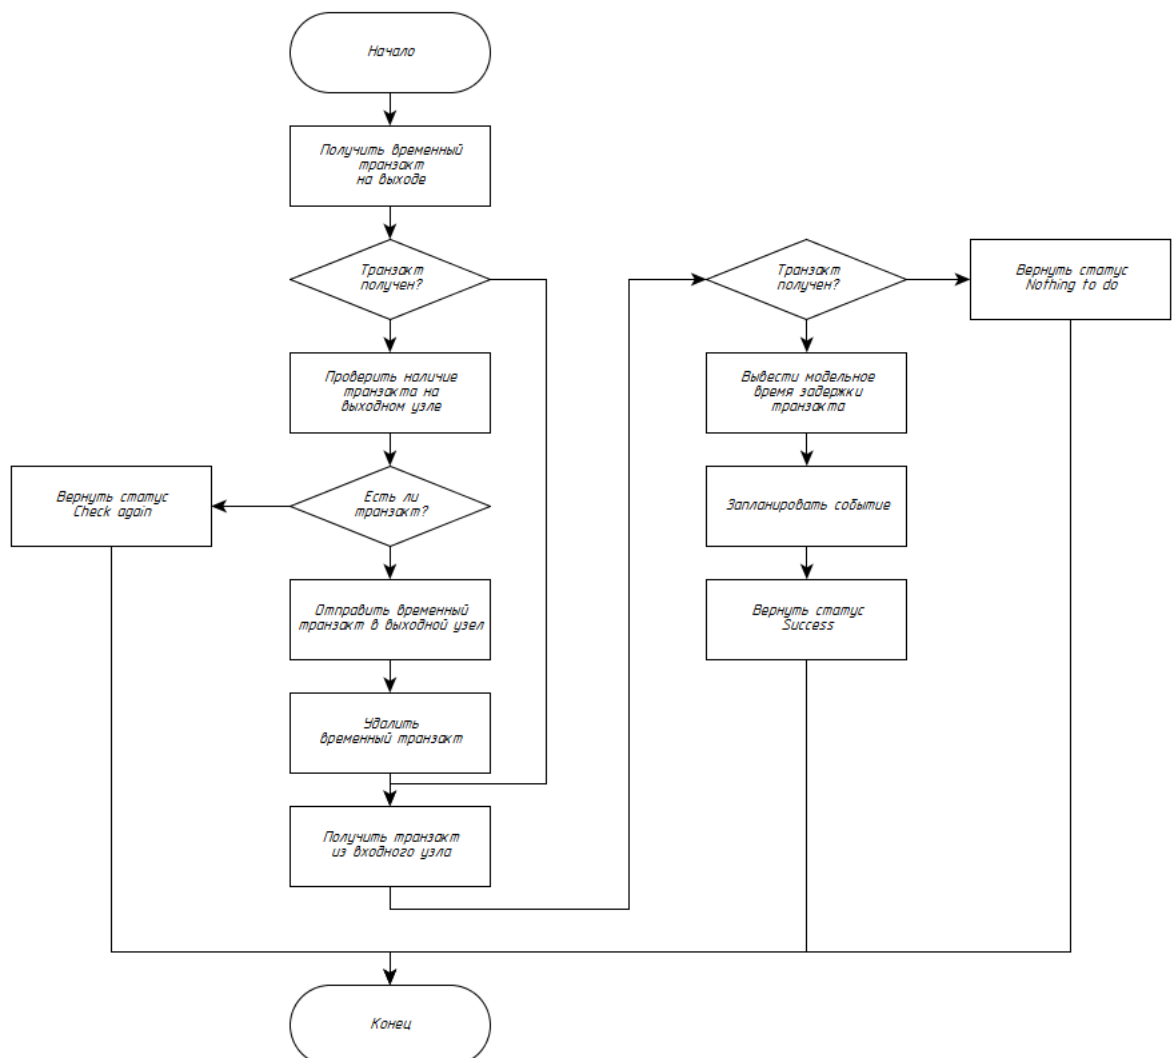 Начало
Получить временный
транзакт
на выходе
Транзакт
получен?
Проверить наличие
транзакта на
выходном узле
Есть ли
транзакт?
Вернуть статус
Check again
Отправить временный
транзакт в выходной узел
Удалить
временный транзакт
Получить транзакт
из входного узла
Транзакт
получен?
Вернуть статус
Nothing to do
Вывести модельное
время задержки
транзакта
Запланировать событие
Вернуть статус
Success
Конец